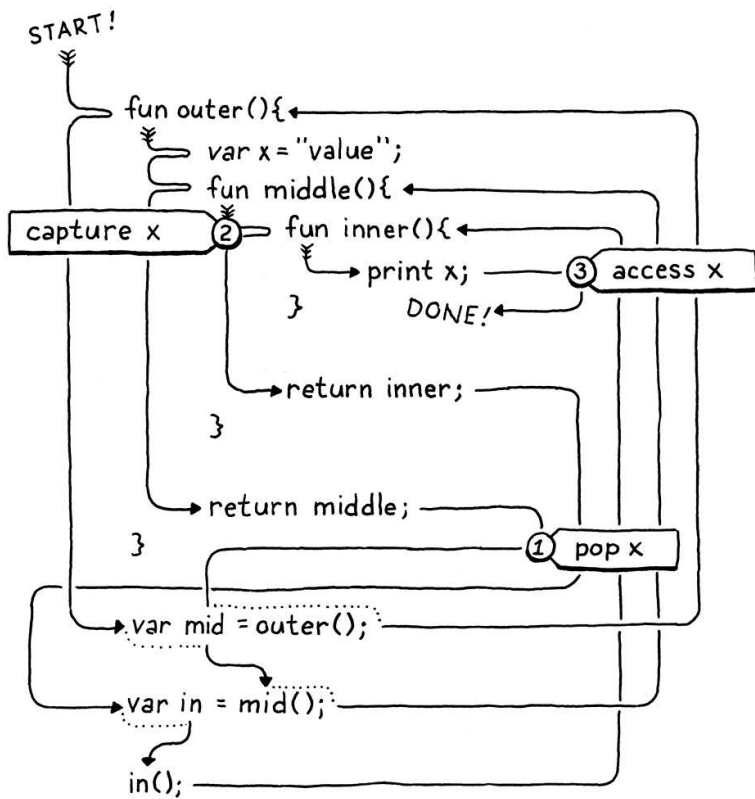 START!
fun outer(){
var x = "value";
fun middle(){
capture x
2
fun inner(){
print x;
3
access x
}
DONE!
return inner;
}
return middle;
}
1
pop x
var mid = outer();
var in = mid();
in();